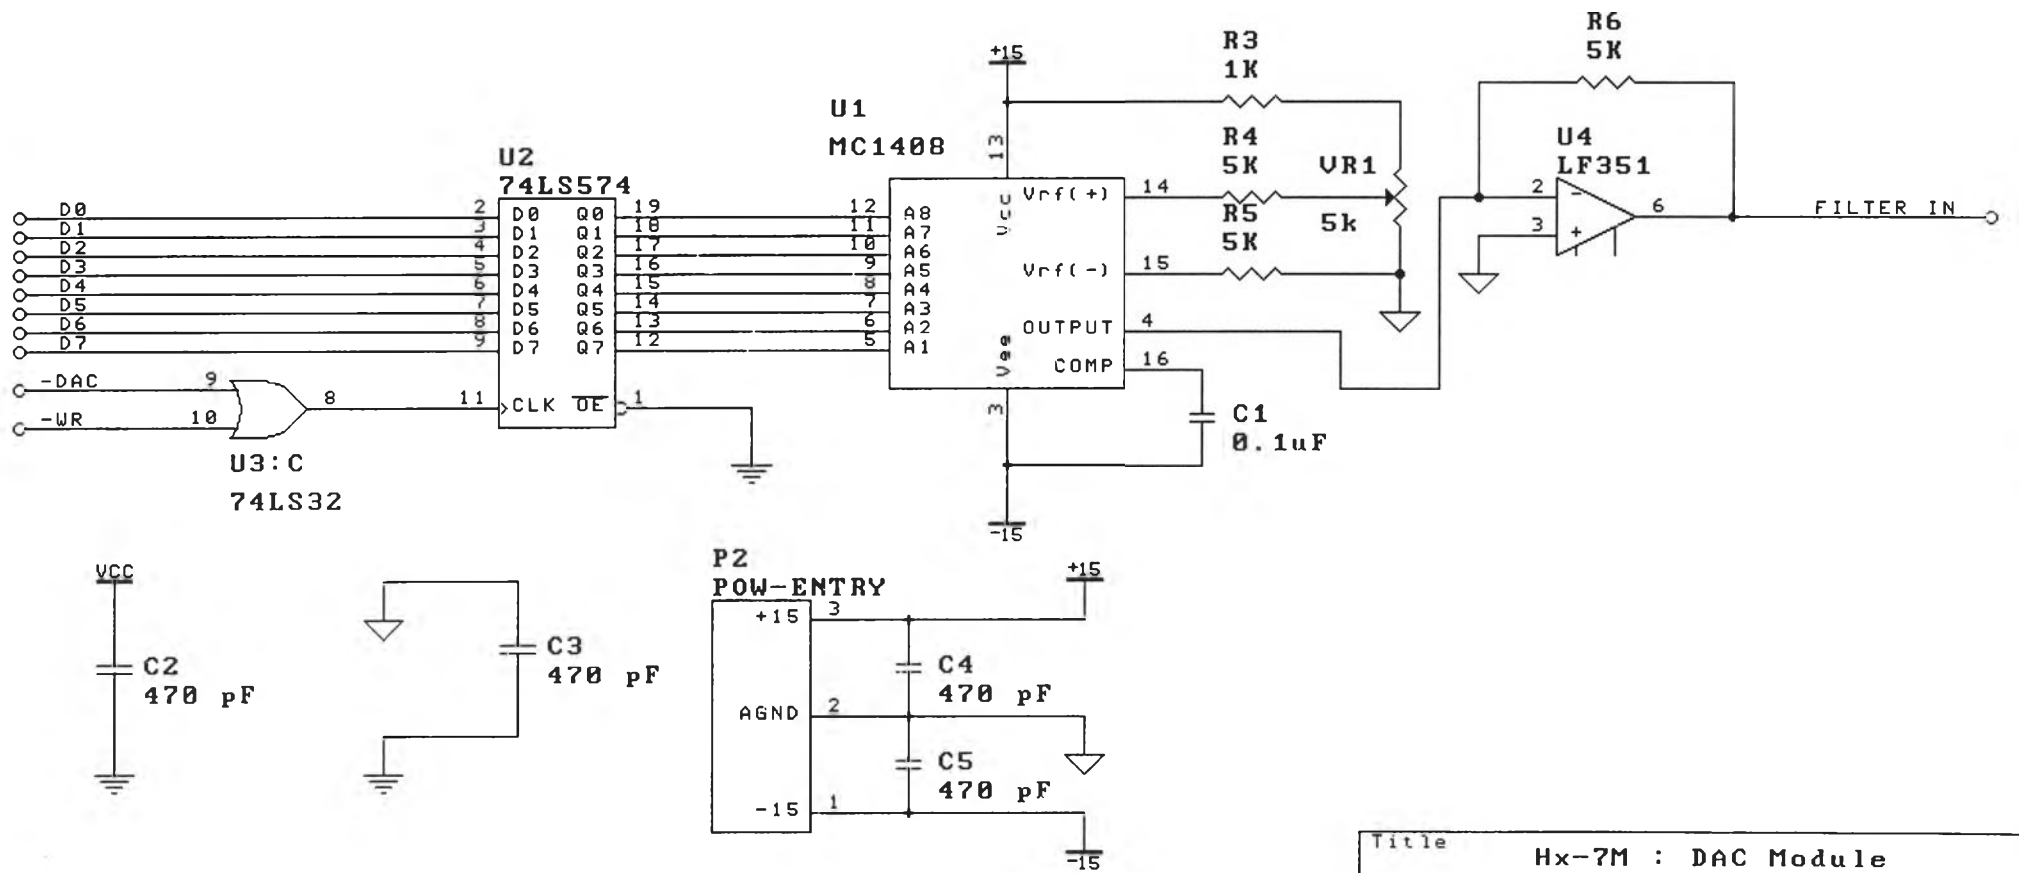 R6
5K
R3
1K
+15
U1
MC1408
13
R4
5K
VR1
5k
U4
LF351
U2
74LS574
Vcc
Vrf(+) 14
R5
5K
2 -
3 +
6
FILTER IN
D0 2 D0 Q0 19 12 A8
D1 3 D1 Q1 18 11 A7
D2 4 D2 Q2 17 10 A6
D3 5 D3 Q3 16 9 A5
D4 6 D4 Q4 15 8 A4
D5 7 D5 Q5 14 7 A3
D6 8 D6 Q6 13 6 A2
D7 9 D7 Q7 12 5 A1
Vrf(-) 15
OUTPUT 4
Vee
COMP 16
3
C1
0.1uF
-15
-DAC 9
-WR 10
8
11 CLK OE 1
U3:C
74LS32
VCC
C2
470 pF
C3
470 pF
P2
POW-ENTRY
+15 3
+15
C4
470 pF
AGND 2
C5
470 pF
-15 1
-15
Title
Hx-7M : DAC Module